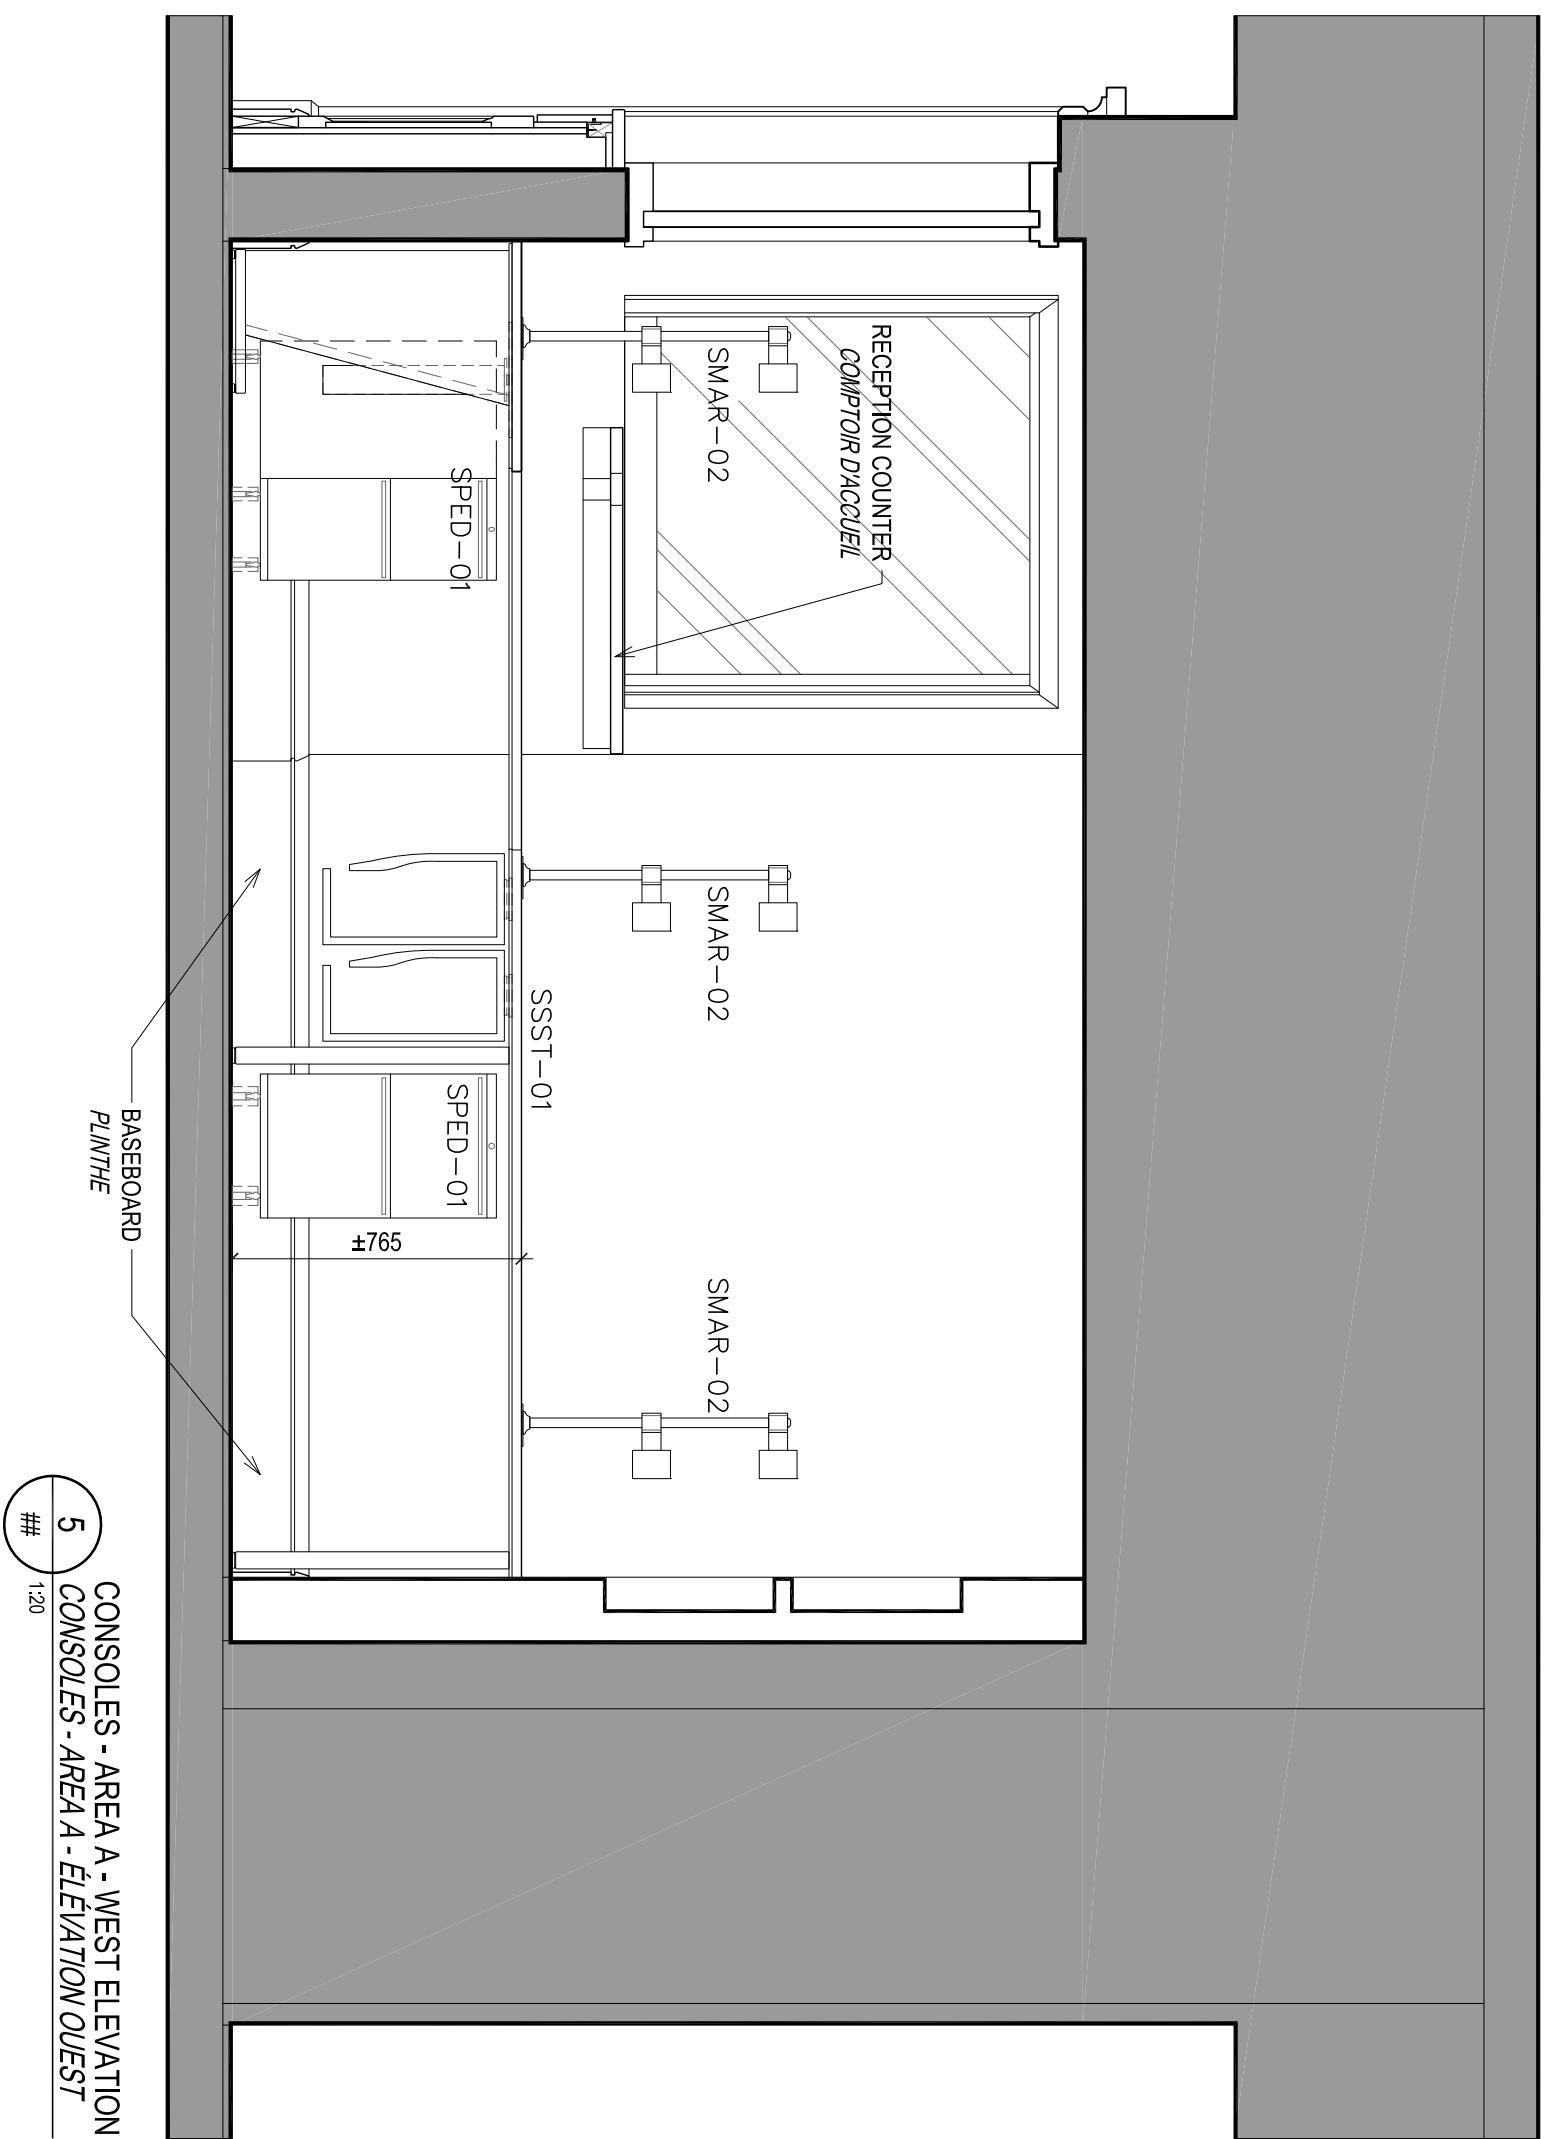 RECEPTION COUNTER
COMPTOIR D'ACCUEIL
SMAR-02
SMAR-02
SMAR-02
SSST-01
SPED-01
SPED-01
±765
BASEBOARD
PLINTHE
5
##
CONSOLES - AREA A - WEST ELEVATION
CONSOLES - AREA A - ÉLÉVATION OUEST
1:20